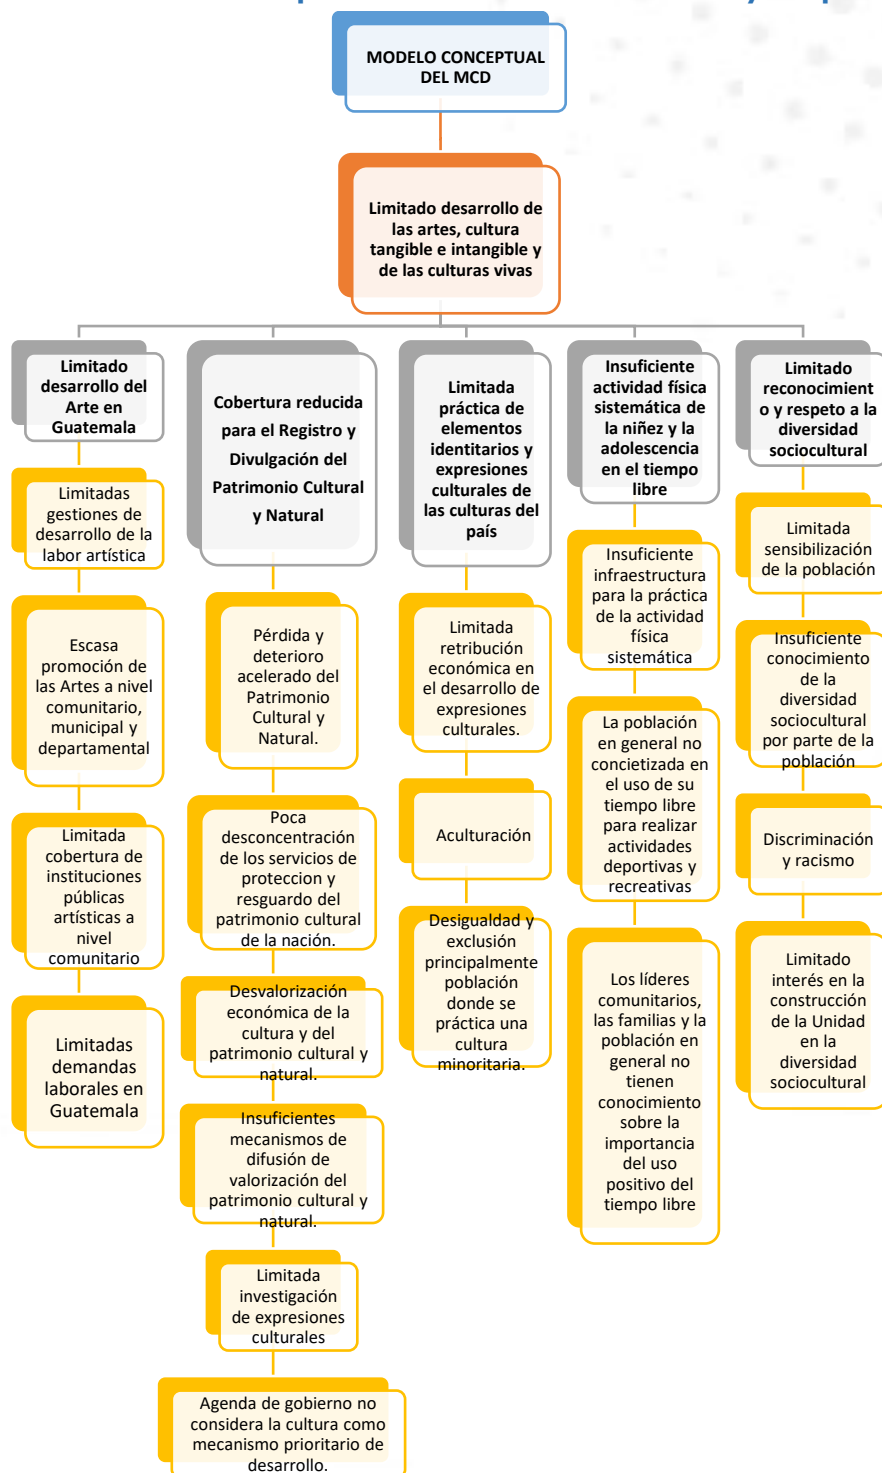 MODELO CONCEPTUAL
DEL MCD
Limitado desarrollo de
las artes, cultura
tangible e intangible y
de las culturas vivas
Limitado
desarrollo del
Arte en
Guatemala
Limitadas
gestiones de
desarrollo de la
labor artística
Escasa
promoción de
las Artes a nivel
comunitario,
municipal y
departamental
Limitada
cobertura de
instituciones
públicas
artísticas a
nivel
comunitario
Limitadas
demandas
laborales en
Guatemala
Cobertura reducida
para el Registro y
Divulgación del
Patrimonio Cultural
y Natural
Pérdida y
deterioro
acelerado del
Patrimonio
Cultural y
Natural.
Poca
desconcentración
de los servicios de
proteccion y
resguardo del
patrimonio cultural
de la nación.
Desvalorización
económica de la
cultura y del
patrimonio cultural y
natural.
Insuficientes
mecanismos de
difusión de
valorización del
patrimonio cultural y
natural.
Limitada
investigación
de expresiones
culturales
Agenda de gobierno no
considera la cultura como
mecanismo prioritario de
desarrollo.
Limitada
práctica de
elementos
identitarios y
expresiones
culturales de
las culturas del
país
Limitada
retribución
económica en
el desarrollo de
expresiones
culturales.
Aculturación
Desigualdad y
exclusión
principalmente
población
donde se
práctica una
cultura
minoritaria.
Insuficiente
actividad física
sistemática de
la niñez y la
adolescencia
en el tiempo
libre
Insuficiente
infraestructura
para la práctica
de la actividad
física
sistemática
La población
en general no
concietizada en
el uso de su
tiempo libre
para realizar
actividades
deportivas y
recreativas
Los líderes
comunitarios,
las familias y la
población en
general no
tienen
conocimiento
sobre la
importancia
del uso
positivo del
tiempo libre
Limitado
reconocimient
o y respeto a la
diversidad
sociocultural
Limitada
sensibilización
de la población
Insuficiente
conocimiento
de la
diversidad
sociocultural
por parte de la
población
Discriminación
y racismo
Limitado
interés en la
construcción
de la Unidad
en la
diversidad
sociocultural